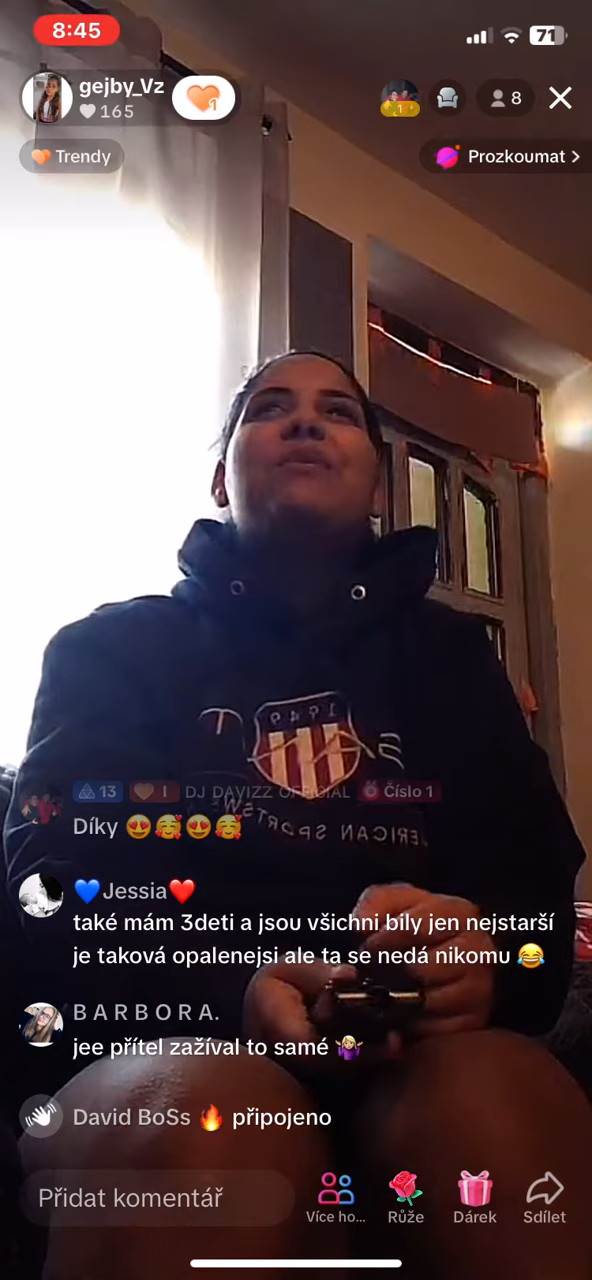 8:45
71
gejby_Vz
165
1
1
8
Trendy
Prozkoumat
13
I
DJ DAVIZZ OFFICIAL
Číslo 1
Díky 😍🥰😍🥰
💙Jessia❤️
také mám 3deti a jsou všichni bíly jen nejstarší
je taková opalenejsi ale ta se nedá nikomu 😂
B A R B O R A.
jee přítel zažíval to samé 🤷🏼‍♀️
David BoSs 🔥 připojeno
Přidat komentář
Více ho...
Růže
Dárek
Sdílet